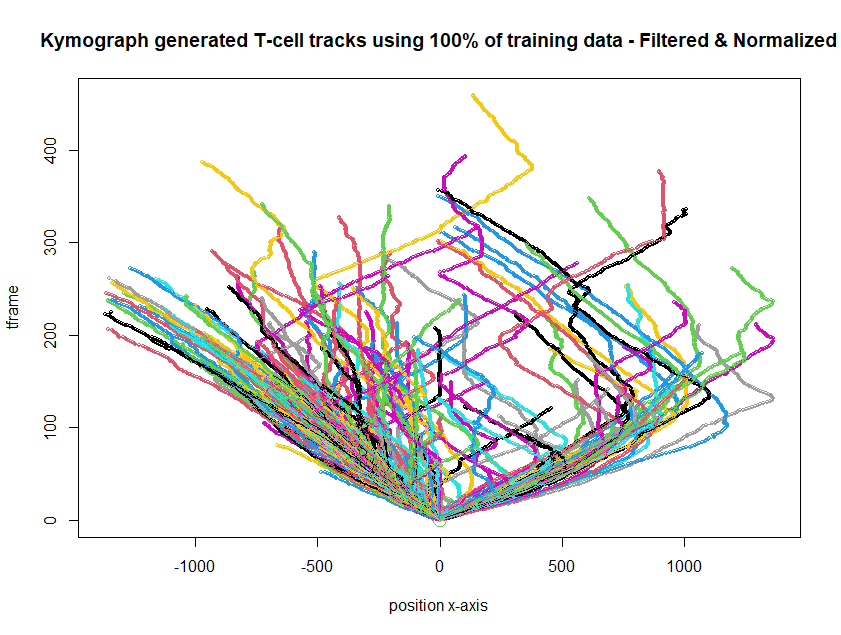 Kymograph generated T-cell tracks using 100% of training data - Filtered & Normalized
tframe
400
300
200
100
0
-1000 -500 0 500 1000
position x-axis